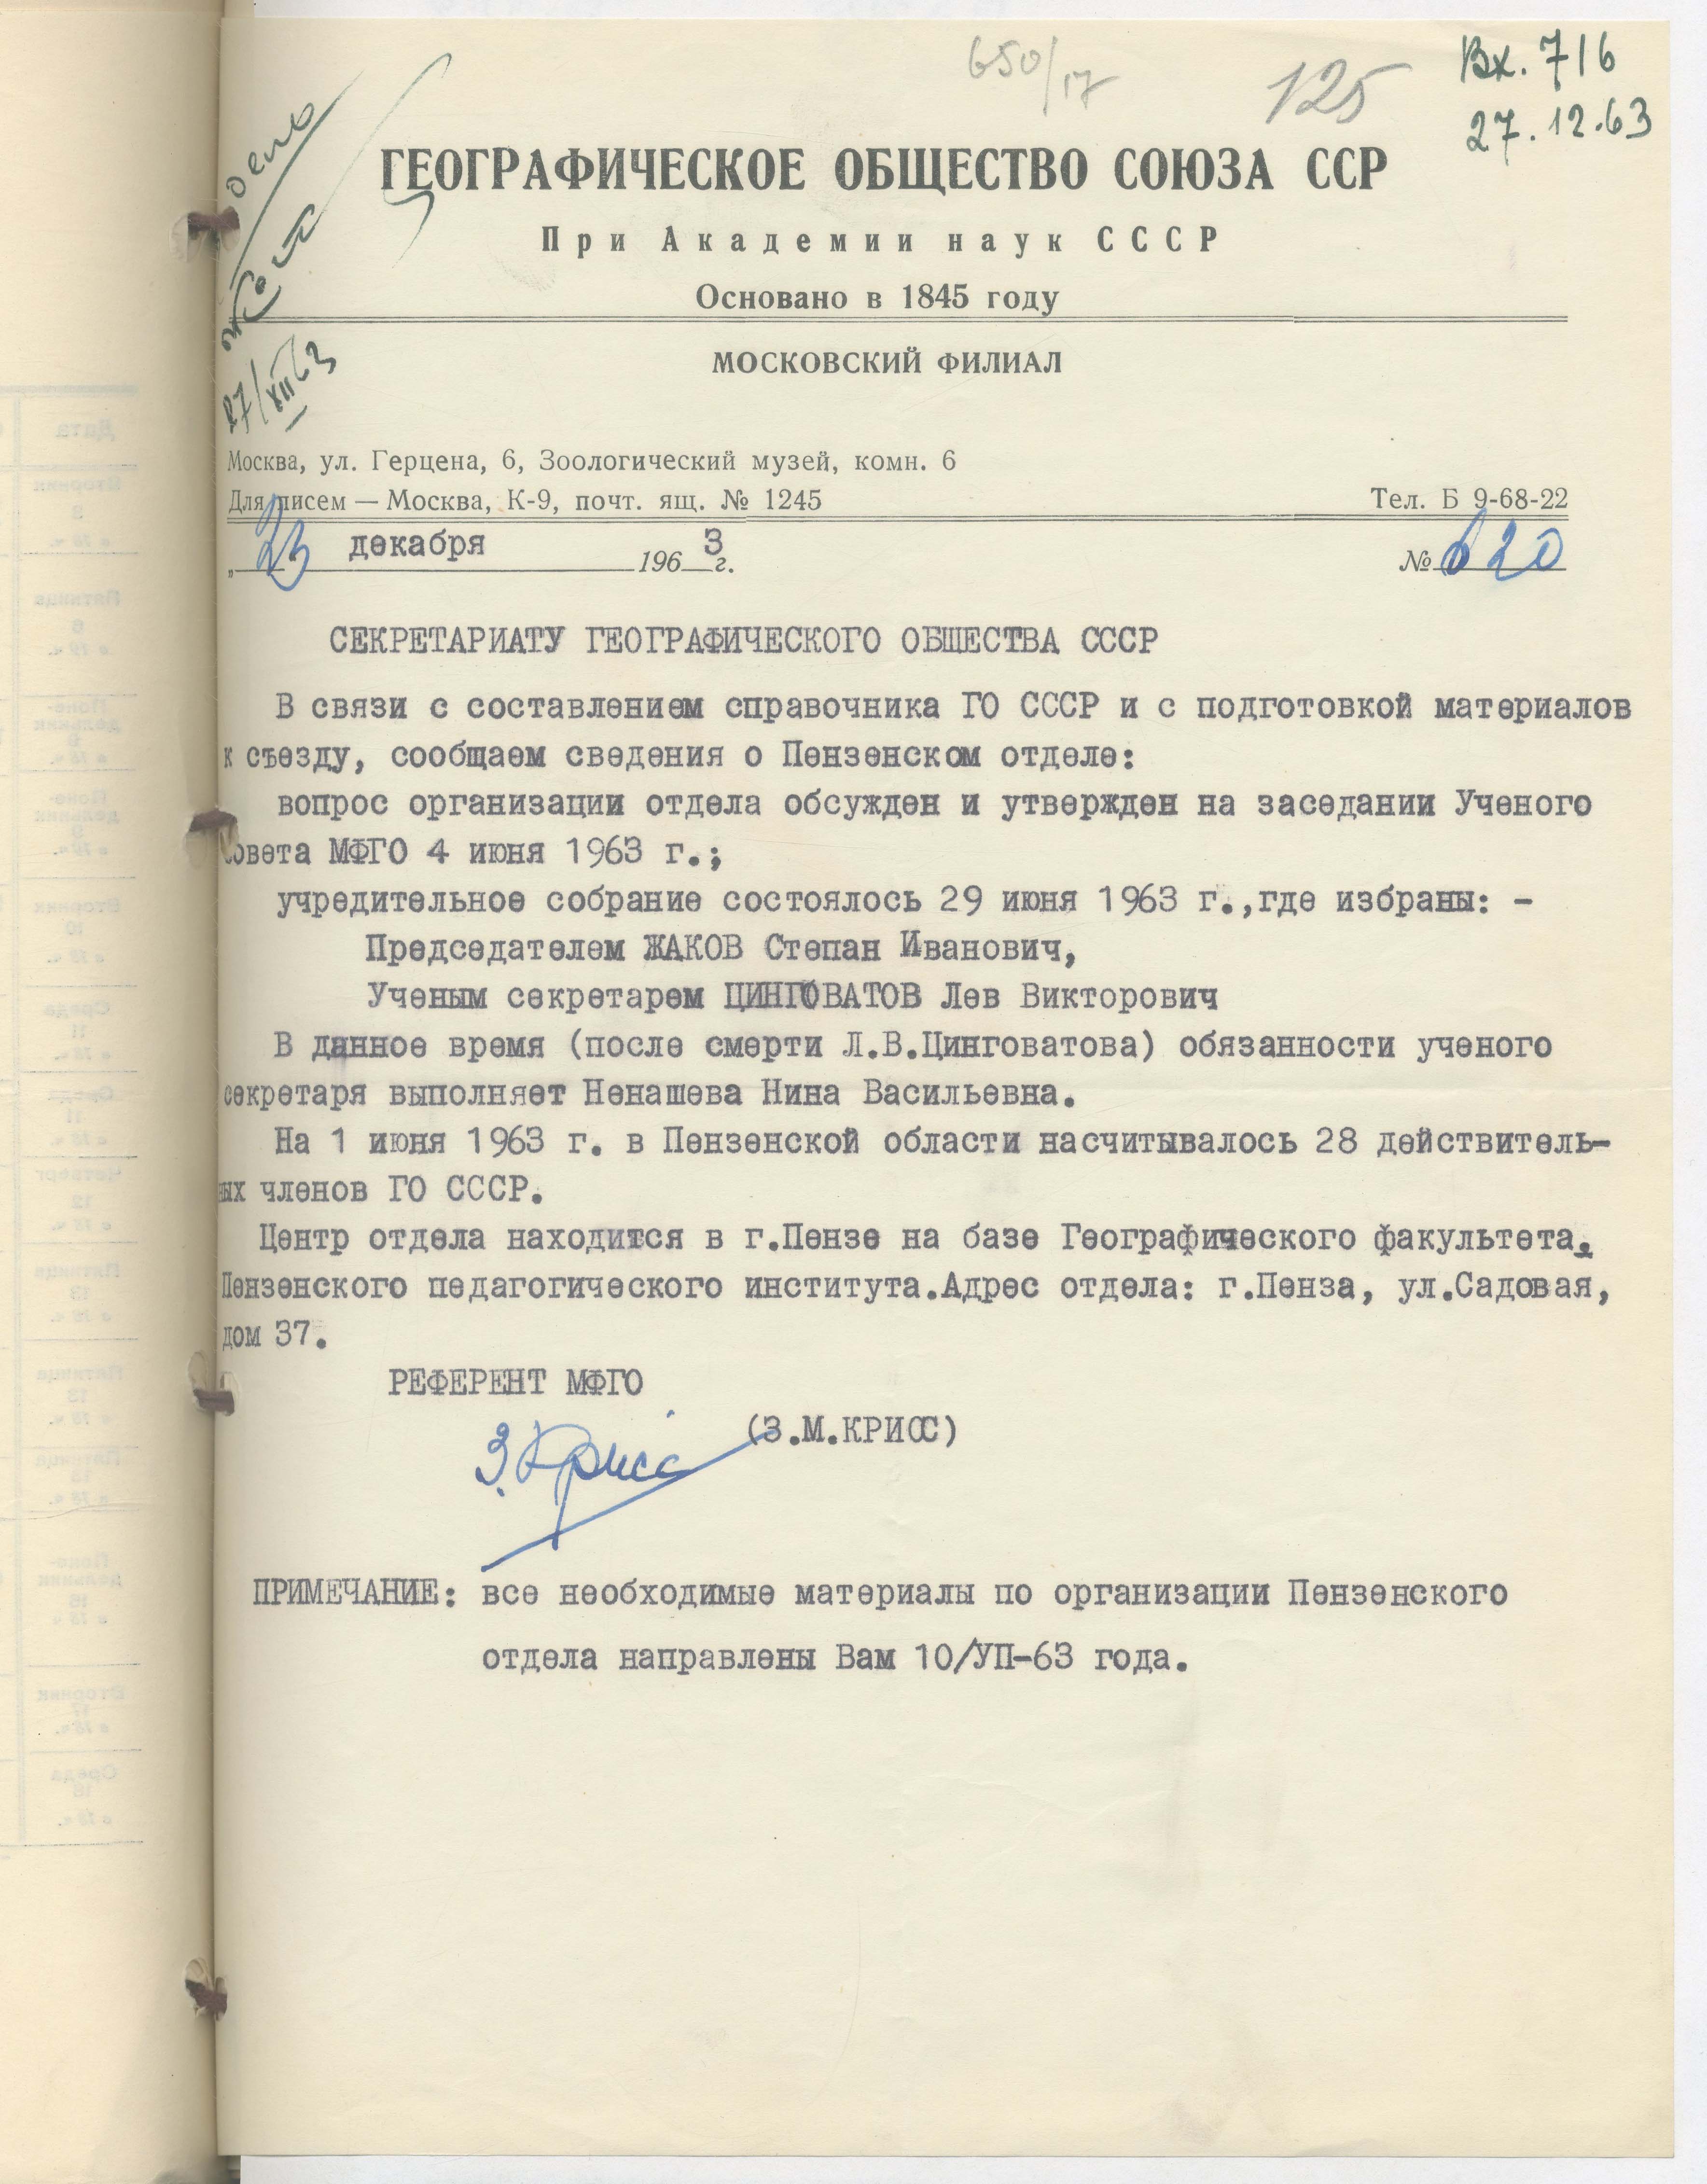 650/17
125
Вх. 716
27.12.63
ГЕОГРАФИЧЕСКОЕ ОБЩЕСТВО СОЮЗА ССР
При Академии наук СССР
Основано в 1845 году
МОСКОВСКИЙ ФИЛИАЛ
27/XII 63
Москва, ул. Герцена, 6, Зоологический музей, комн. 6
Для писем — Москва, К-9, почт. ящ. № 1245
Тел. Б 9-68-22
„23 декабря 1963 г.
№ 620
СЕКРЕТАРИАТУ ГЕОГРАФИЧЕСКОГО ОБЩЕСТВА СССР
В связи с составлением справочника ГО СССР и с подготовкой материалов
к съезду, сообщаем сведения о Пензенском отделе:
вопрос организации отдела обсужден и утвержден на заседании Ученого
Совета МФГО 4 июня 1963 г.;
учредительное собрание состоялось 29 июня 1963 г.,где избраны: -
Председателем ЖАКОВ Степан Иванович,
Ученым секретарем ЦИНГОВАТОВ Лев Викторович
В данное время (после смерти Л.В.Цинговатова) обязанности ученого
секретаря выполняет Ненашева Нина Васильевна.
На 1 июня 1963 г. в Пензенской области насчитывалось 28 действитель-
ных членов ГО СССР.
Центр отдела находится в г.Пензе на базе Географического факультета.
Пензенского педагогического института.Адрес отдела: г.Пенза, ул.Садовая,
дом 37.
РЕФЕРЕНТ МФГО
З.Крисс
(З.М.КРИСС)
ПРИМЕЧАНИЕ: все необходимые материалы по организации Пензенского
отдела направлены Вам 10/УП-63 года.